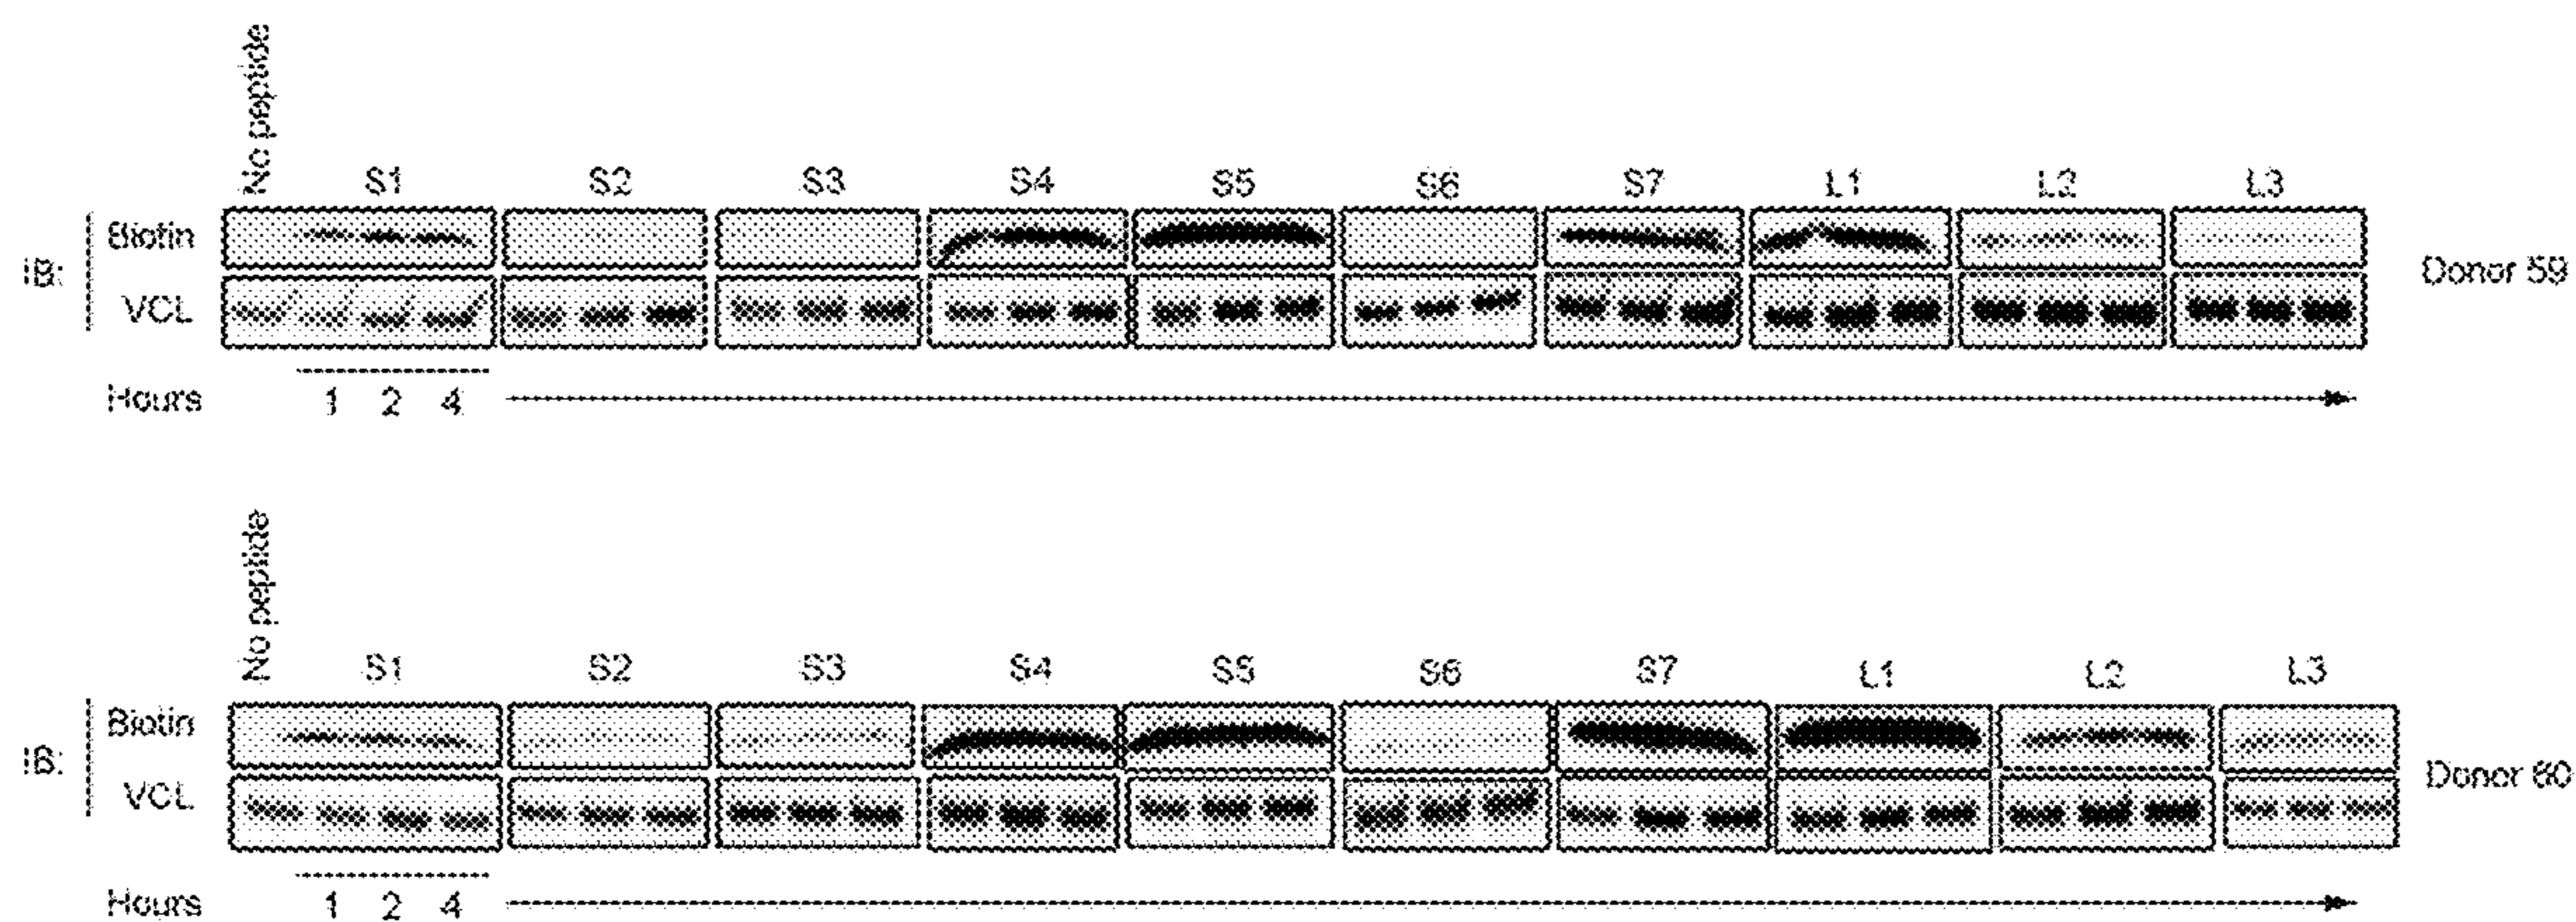 No peptide
S1 S2 S3 S4 S5 S6 S7 L1 L2 L3
IB:
Biotin
VCL
Donor 59
Hours 1 2 4
No peptide
S1 S2 S3 S4 S5 S6 S7 L1 L2 L3
IB:
Biotin
VCL
Donor 60
Hours 1 2 4